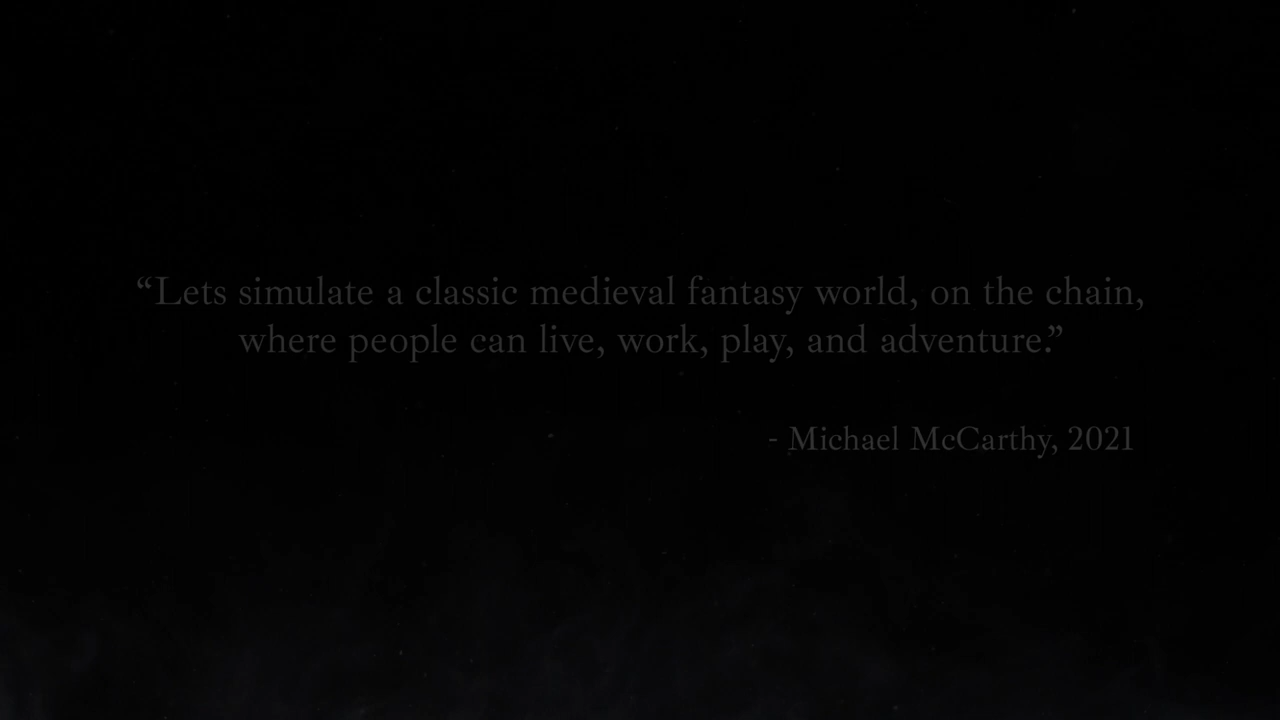 “Lets simulate a classic medieval fantasy world, on the chain,
where people can live, work, play, and adventure.”
- Michael McCarthy, 2021